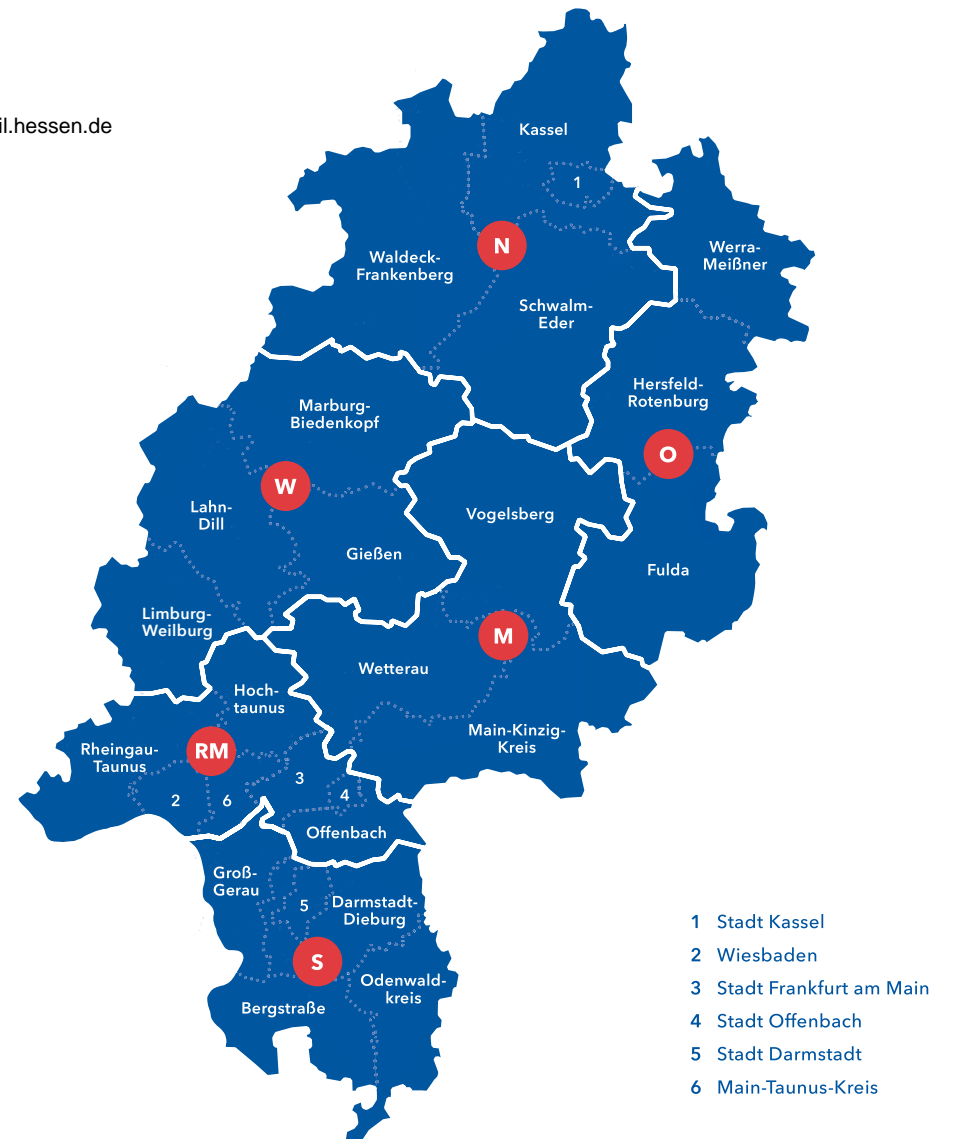 il.hessen.de
Kassel
1
N
Waldeck-
Frankenberg
Werra-
Meißner
Schwalm-
Eder
Hersfeld-
Rotenburg
Marburg-
Biedenkopf
O
W
Lahn-
Dill
Vogelsberg
Gießen
Fulda
Limburg-
Weilburg
M
Wetterau
Hoch-
taunus
Main-Kinzig-
Kreis
Rheingau-
Taunus
RM
3
2
6
4
Offenbach
Groß-
Gerau
5
Darmstadt-
Dieburg
S
Odenwald-
kreis
Bergstraße
1 Stadt Kassel
2 Wiesbaden
3 Stadt Frankfurt am Main
4 Stadt Offenbach
5 Stadt Darmstadt
6 Main-Taunus-Kreis